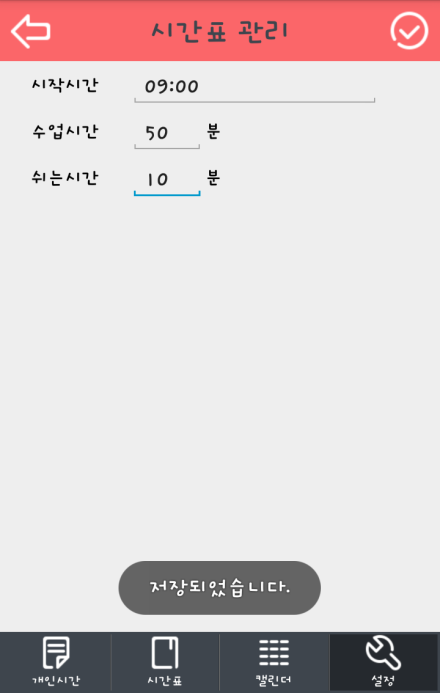 시간표 관리
시작시간 09:00
수업시간 50 분
쉬는시간 10 분
저장되었습니다.
개인시간 시간표 캘린더 설정